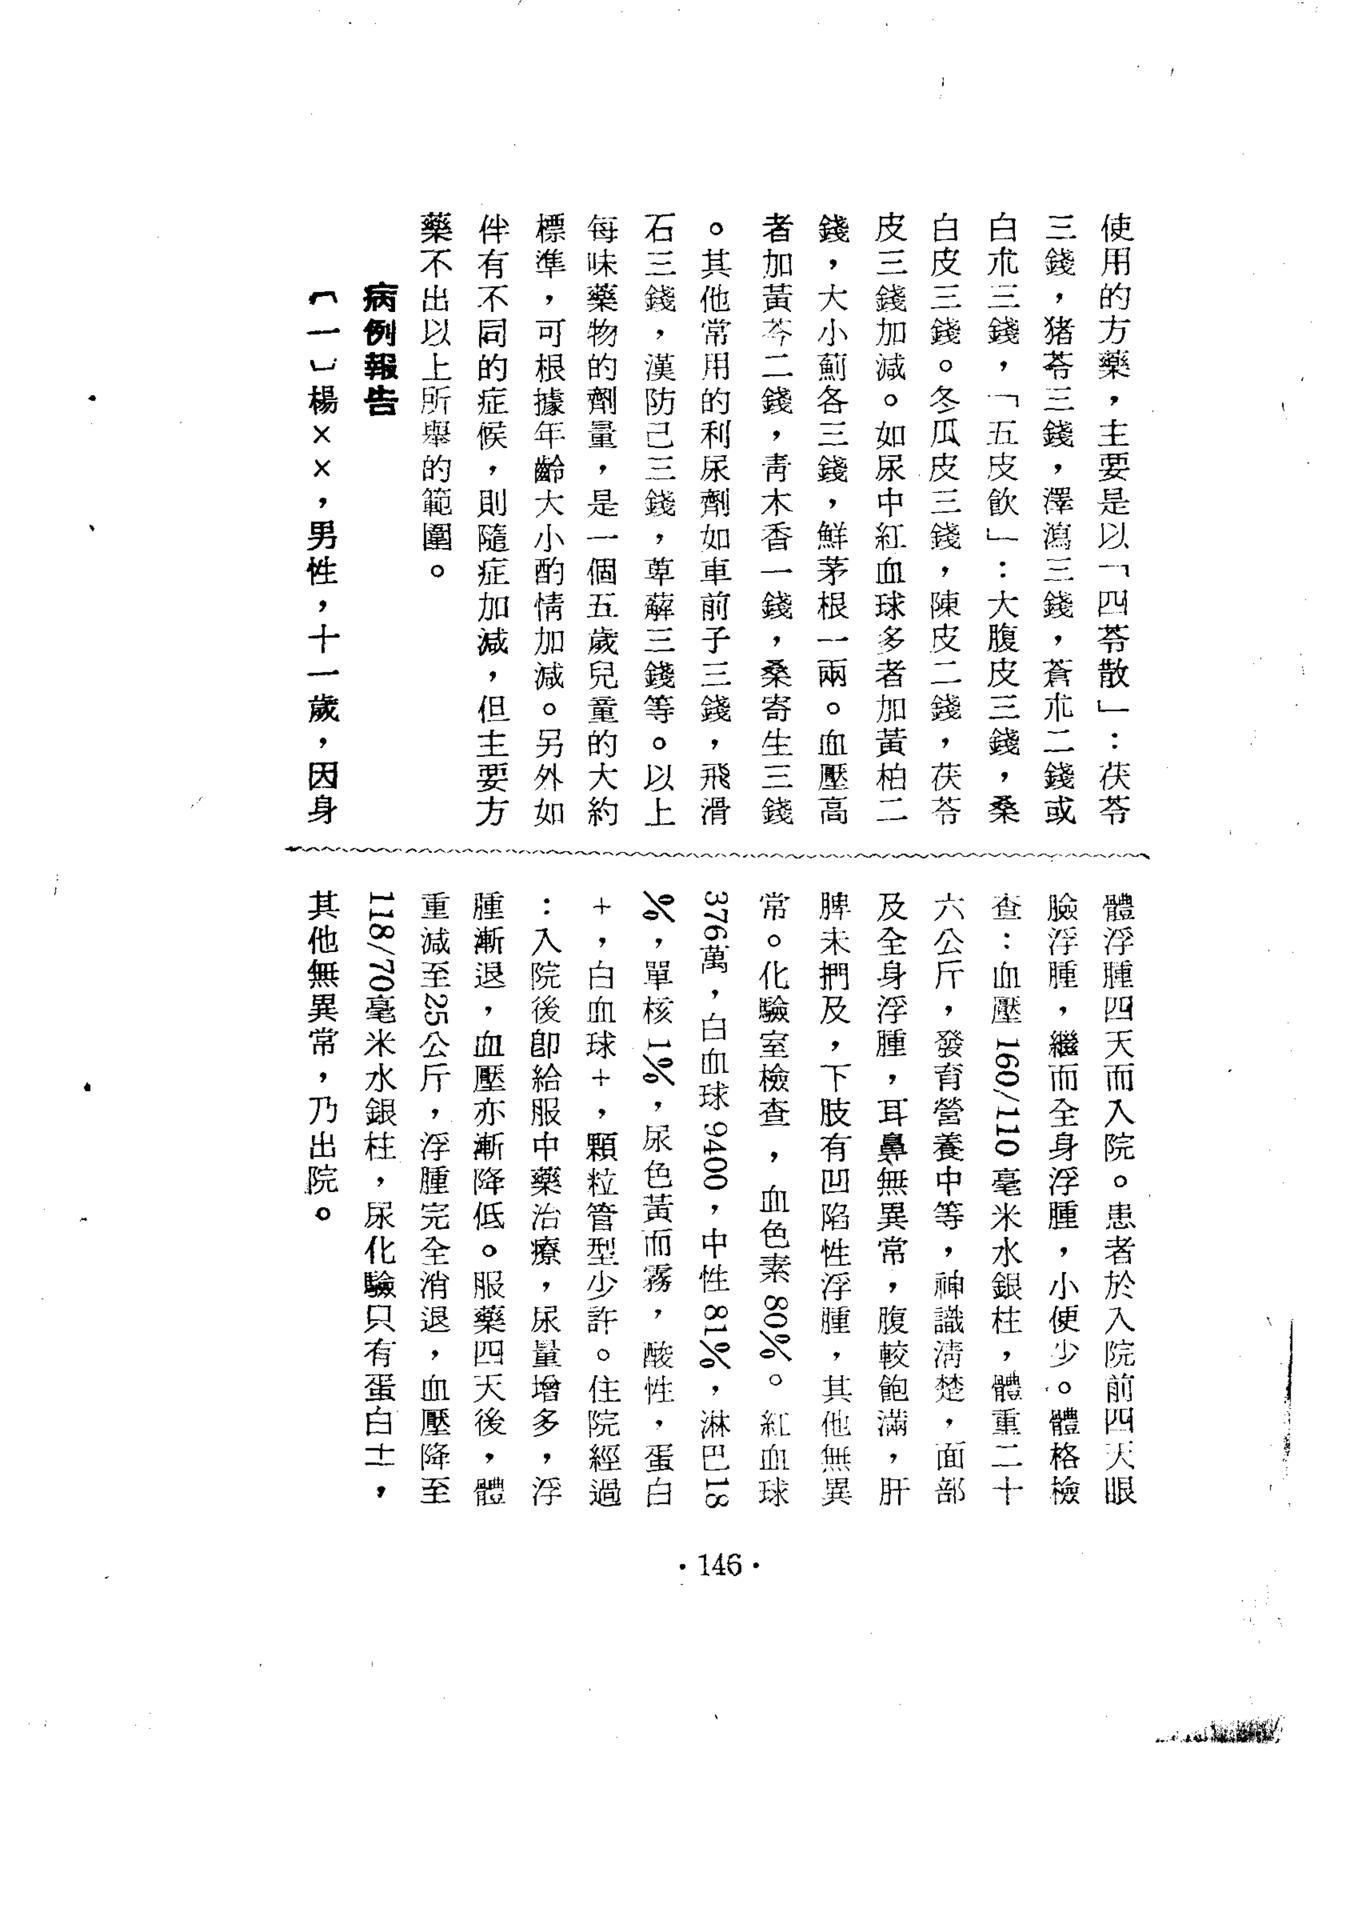 使用的方藥，主要是以「四苓散」：茯苓
三錢，猪苓三錢，澤瀉三錢，蒼朮二錢或
白朮三錢，「五皮飲」：大腹皮三錢，桑
白皮三錢。冬瓜皮三錢，陳皮二錢，茯苓
皮三錢加減。如尿中紅血球多者加黃柏二
錢，大小薊各三錢，鮮茅根一兩。血壓高
者加黃芩二錢，靑木香一錢，桑寄生三錢
。其他常用的利尿劑如車前子三錢，飛滑
石三錢，漢防己三錢，萆薢三錢等。以上
每味藥物的劑量，是一個五歲兒童的大約
標準，可根據年齡大小酌情加減。另外如
伴有不同的症候，則隨症加減，但主要方
藥不出以上所舉的範圍。
病例報告
〔一〕楊××，男性，十一歲，因身
體浮腫四天而入院。患者於入院前四天眼
臉浮腫，繼而全身浮腫，小便少。體格檢
查：血壓160/110毫米水銀柱，體重二十
六公斤，發育營養中等，神識淸楚，面部
及全身浮腫，耳鼻無異常，腹較飽滿，肝
脾未捫及，下肢有凹陷性浮腫，其他無異
常。化驗室檢查，血色素80%。紅血球
376萬，白血球9400，中性81%，淋巴18
%，單核1%，尿色黃而霧，酸性，蛋白
+，白血球+，顆粒管型少許。住院經過
：入院後卽給服中藥治療，尿量增多，浮
腫漸退，血壓亦漸降低。服藥四天後，體
重減至25公斤，浮腫完全消退，血壓降至
118/70毫米水銀柱，尿化驗只有蛋白±，
其他無異常，乃出院。
·146·